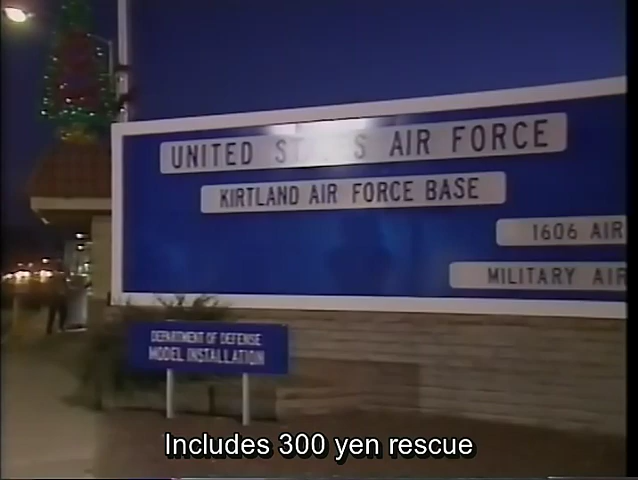 UNITED STATES AIR FORCE
KIRTLAND AIR FORCE BASE
1606 AIR
MILITARY AIR
DEPARTMENT OF DEFENSE
MODEL INSTALLATION
Includes 300 yen rescue